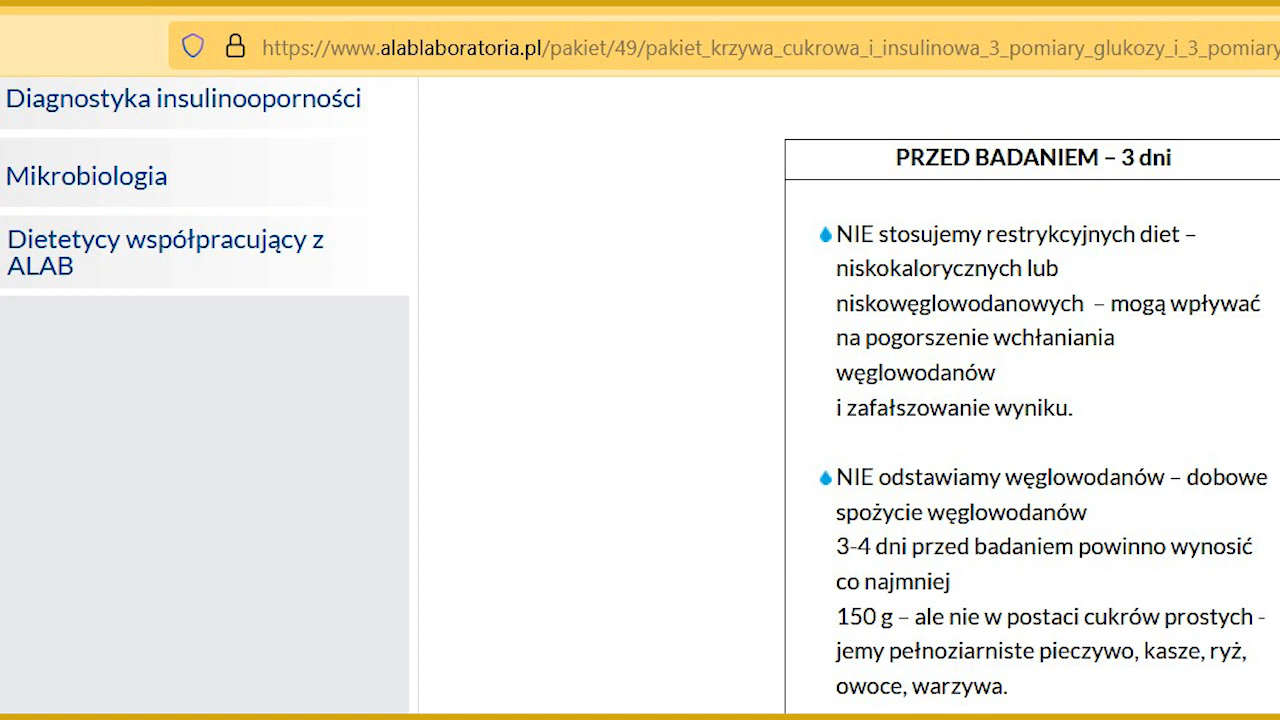 https://www.alablaboratoria.pl/pakiet/49/pakiet_krzywa_cukrowa_i_insulinowa_3_pomiary_glukozy_i_3_pomiary
Diagnostyka insulinooporności
Mikrobiologia
Dietetycy współpracujący z
ALAB
PRZED BADANIEM – 3 dni
NIE stosujemy restrykcyjnych diet –
niskokalorycznych lub
niskowęglowodanowych – mogą wpływać
na pogorszenie wchłaniania
węglowodanów
i zafałszowanie wyniku.
NIE odstawiamy węglowodanów – dobowe
spożycie węglowodanów
3-4 dni przed badaniem powinno wynosić
co najmniej
150 g – ale nie w postaci cukrów prostych -
jemy pełnoziarniste pieczywo, kasze, ryż,
owoce, warzywa.